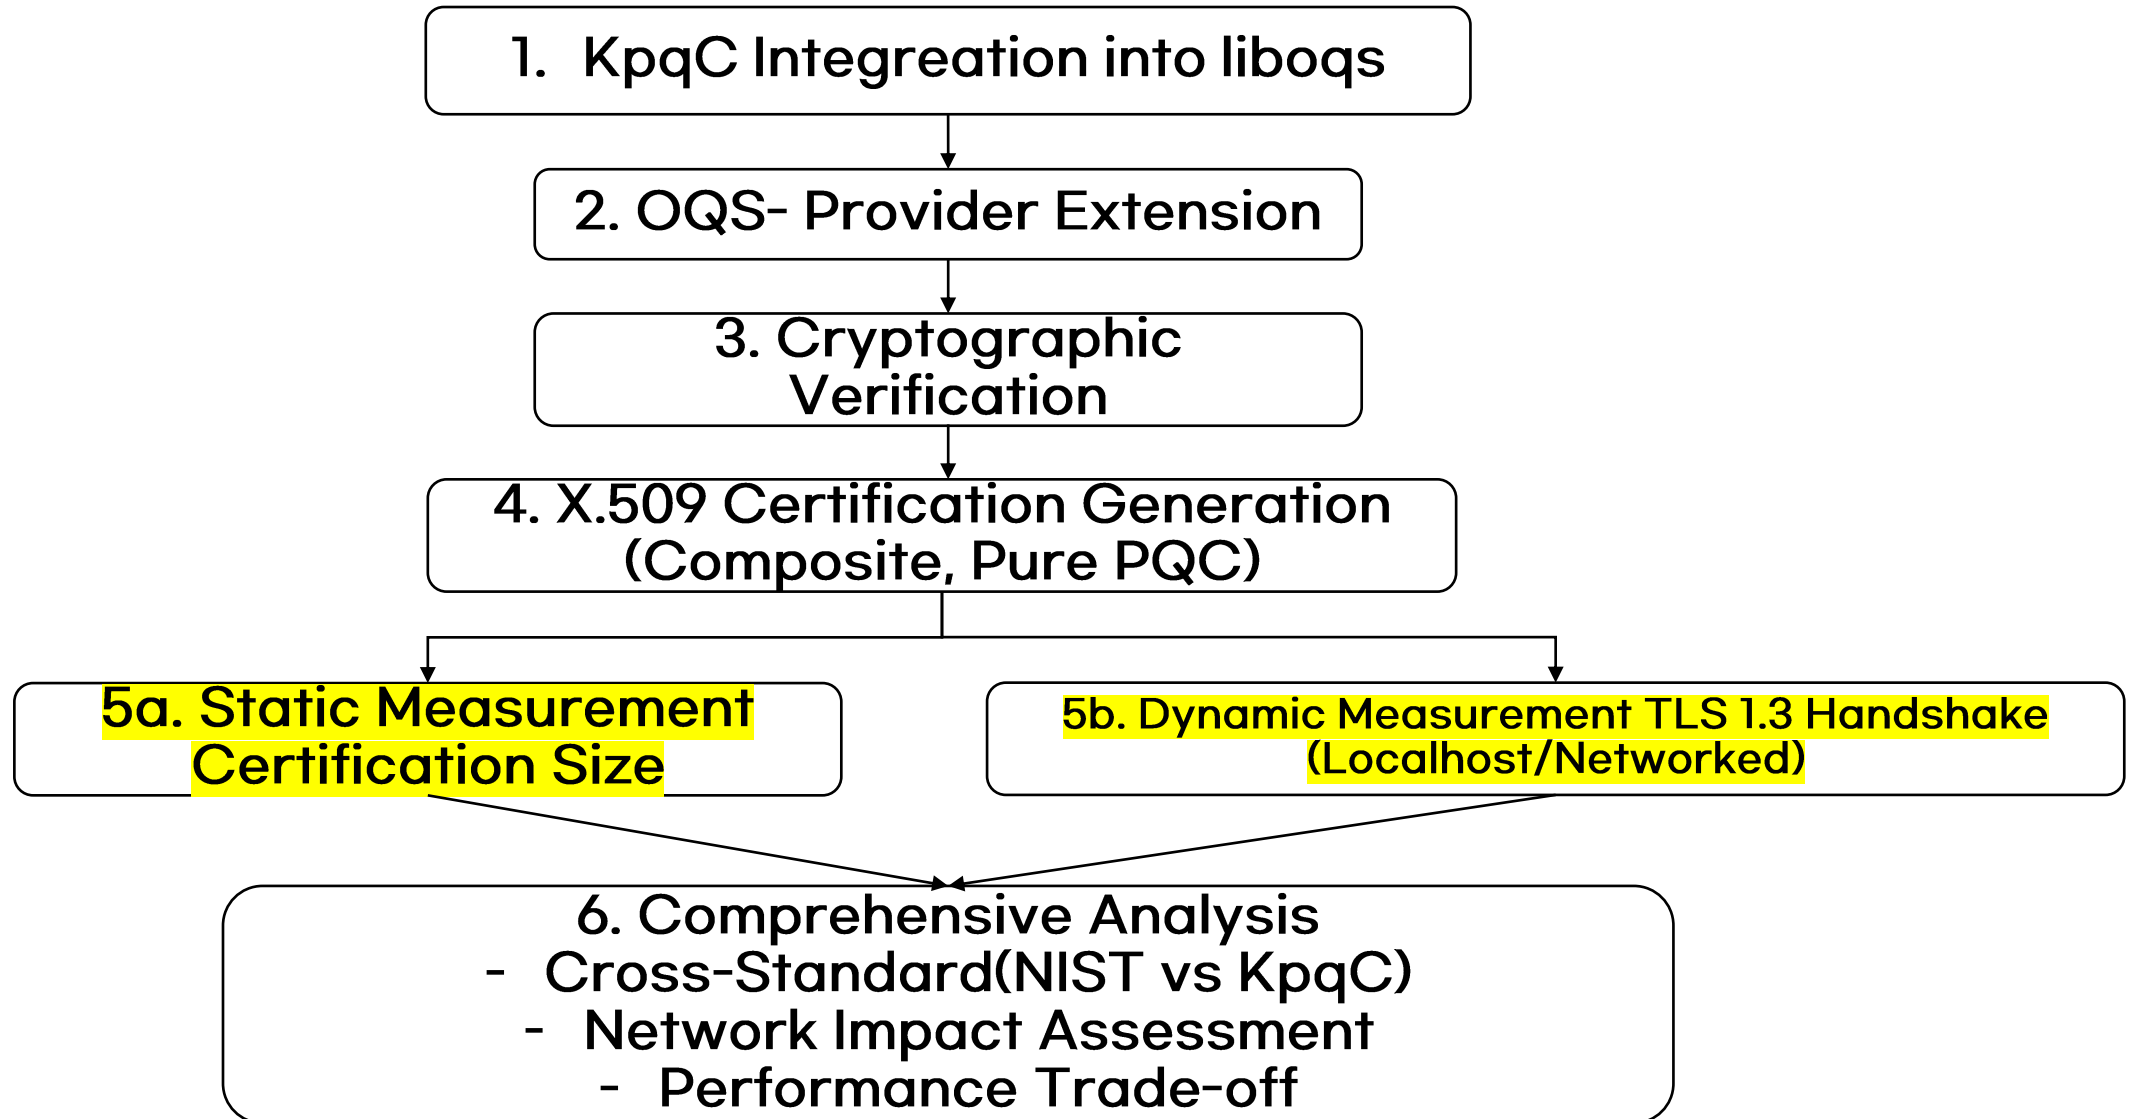 1. KpqC Integreation into liboqs
2. OQS- Provider Extension
3. Cryptographic
Verification
4. X.509 Certification Generation
(Composite, Pure PQC)
5a. Static Measurement
Certification Size
5b. Dynamic Measurement TLS 1.3 Handshake
(Localhost/Networked)
6. Comprehensive Analysis
- Cross-Standard(NIST vs KpqC)
- Network Impact Assessment
- Performance Trade-off